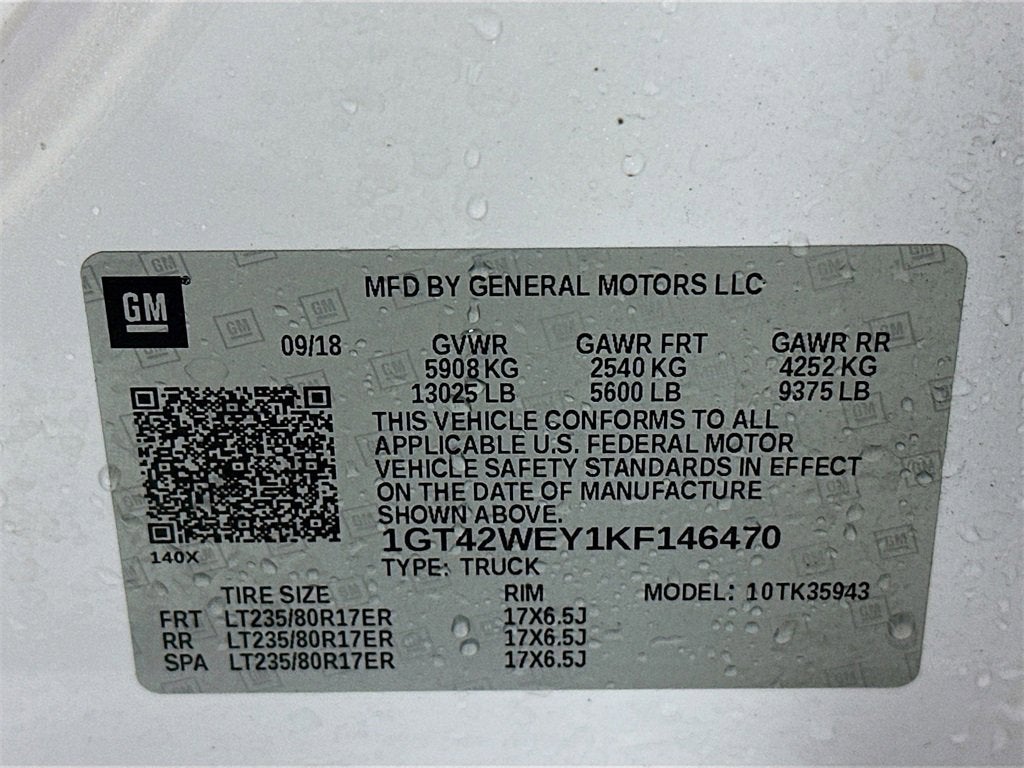 GM
MFD BY GENERAL MOTORS LLC
09/18 GVWR GAWR FRT GAWR RR
5908 KG 2540 KG 4252 KG
13025 LB 5600 LB 9375 LB
THIS VEHICLE CONFORMS TO ALL
APPLICABLE U.S. FEDERAL MOTOR
VEHICLE SAFETY STANDARDS IN EFFECT
ON THE DATE OF MANUFACTURE
SHOWN ABOVE.
1GT42WEY1KF146470
140X
TYPE: TRUCK
TIRE SIZE RIM MODEL: 10TK35943
FRT LT235/80R17ER 17X6.5J
RR LT235/80R17ER 17X6.5J
SPA LT235/80R17ER 17X6.5J